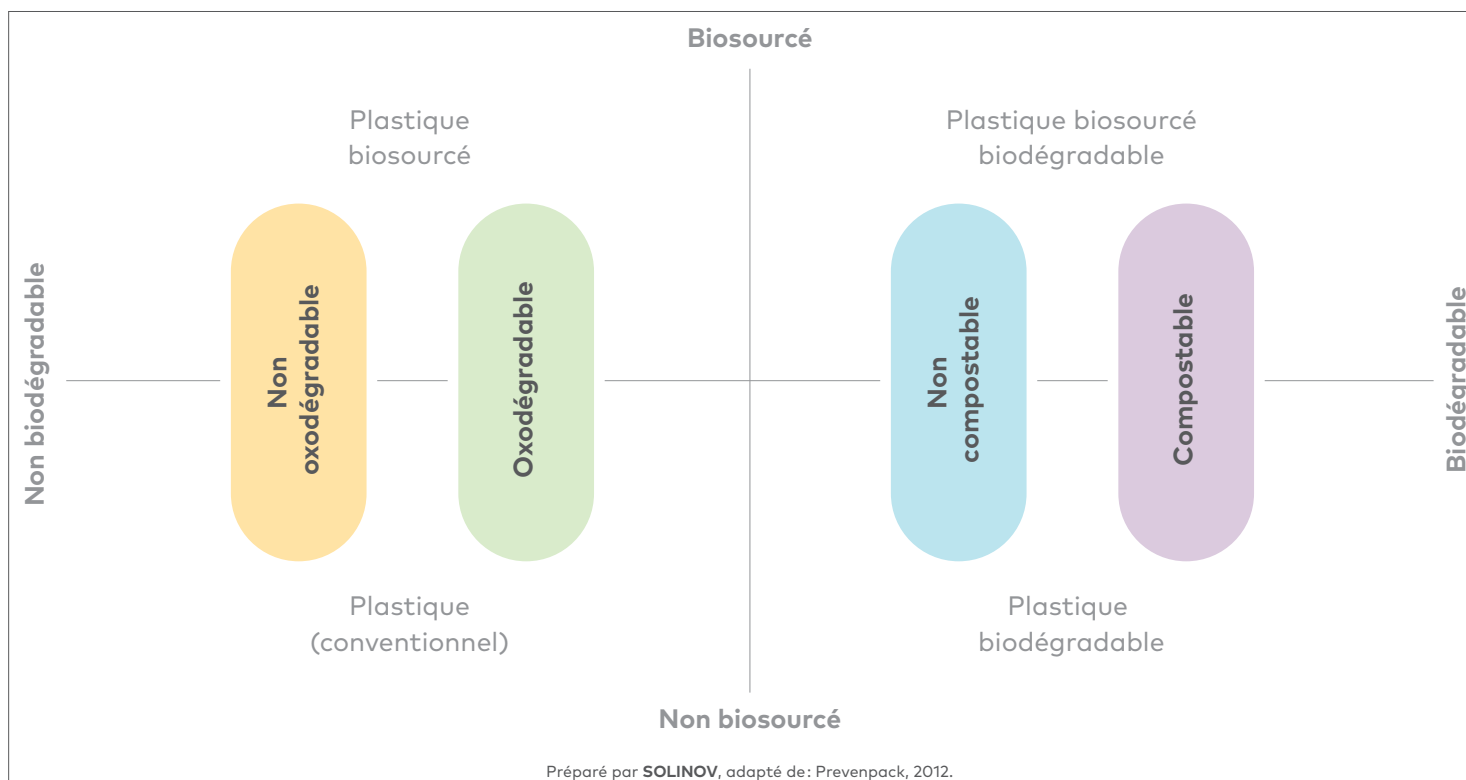 Biosourcé
Plastique
biosourcé
Plastique biosourcé
biodégradable
Non biodégradable
Non
oxodégradable
Oxodégradable
Non
compostable
Compostable
Biodégradable
Plastique
(conventionnel)
Plastique
biodégradable
Non biosourcé
Préparé par SOLINOV, adapté de : Prevenpack, 2012.